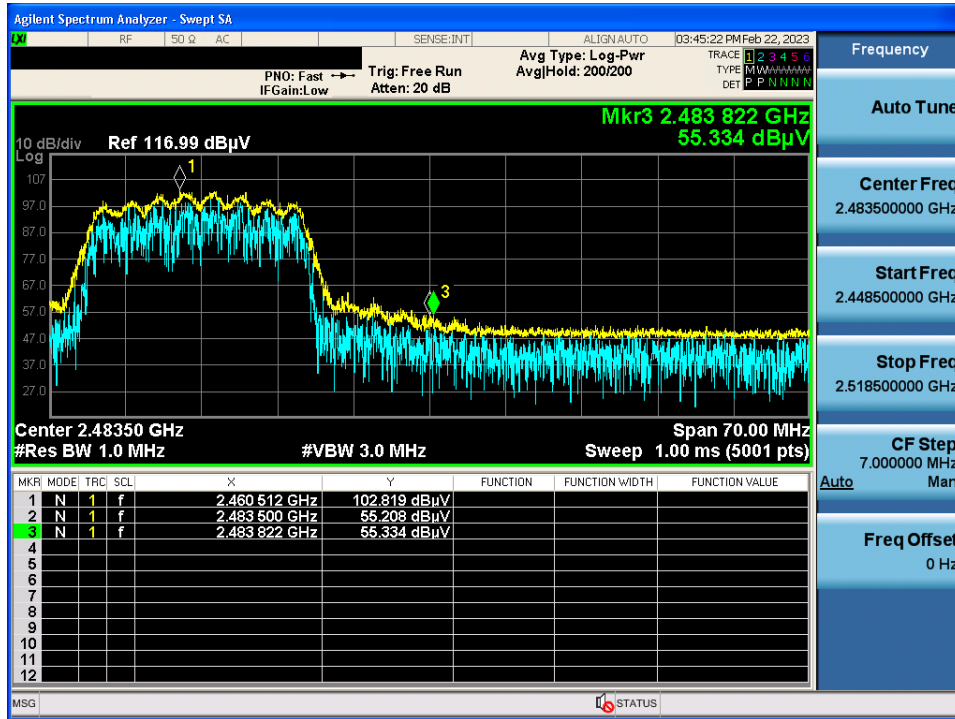 Agilent Spectrum Analyzer - Swept SA
LXI RF 50 Ω AC SENSE:INT ALIGN AUTO 03:45:22 PM Feb 22, 2023
PNO: Fast Trig: Free Run Avg Type: Log-Pwr TRACE 1 2 3 4 5 6
IFGain:Low Atten: 20 dB Avg|Hold: 200/200 TYPE M W W W W W
DET P P N N N N
Frequency
Auto Tune
Center Freq
2.483500000 GHz
Start Freq
2.448500000 GHz
Stop Freq
2.518500000 GHz
CF Step
7.000000 MHz
Auto Man
Freq Offset
0 Hz
Mkr3 2.483 822 GHz
10 dB/div Ref 116.99 dBµV 55.334 dBµV
Log
1
107
97.0
87.0
77.0
67.0
3
57.0
47.0
37.0
27.0
Center 2.48350 GHz Span 70.00 MHz
#Res BW 1.0 MHz #VBW 3.0 MHz Sweep 1.00 ms (5001 pts)
MKR MODE TRC SCL X Y FUNCTION FUNCTION WIDTH FUNCTION VALUE
1 N 1 f 2.460 512 GHz 102.819 dBµV
2 N 1 f 2.483 500 GHz 55.208 dBµV
3 N 1 f 2.483 822 GHz 55.334 dBµV
4
5
6
7
8
9
10
11
12
MSG STATUS